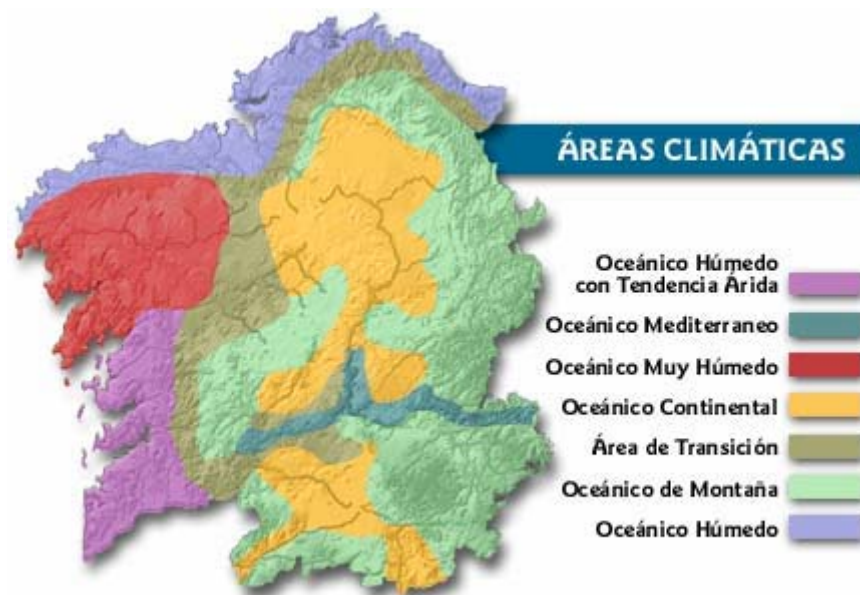 ÁREAS CLIMÁTICAS
Oceánico Húmedo
con Tendencia Árida
Oceánico Mediterraneo
Oceánico Muy Húmedo
Oceánico Continental
Área de Transición
Oceánico de Montaña
Oceánico Húmedo